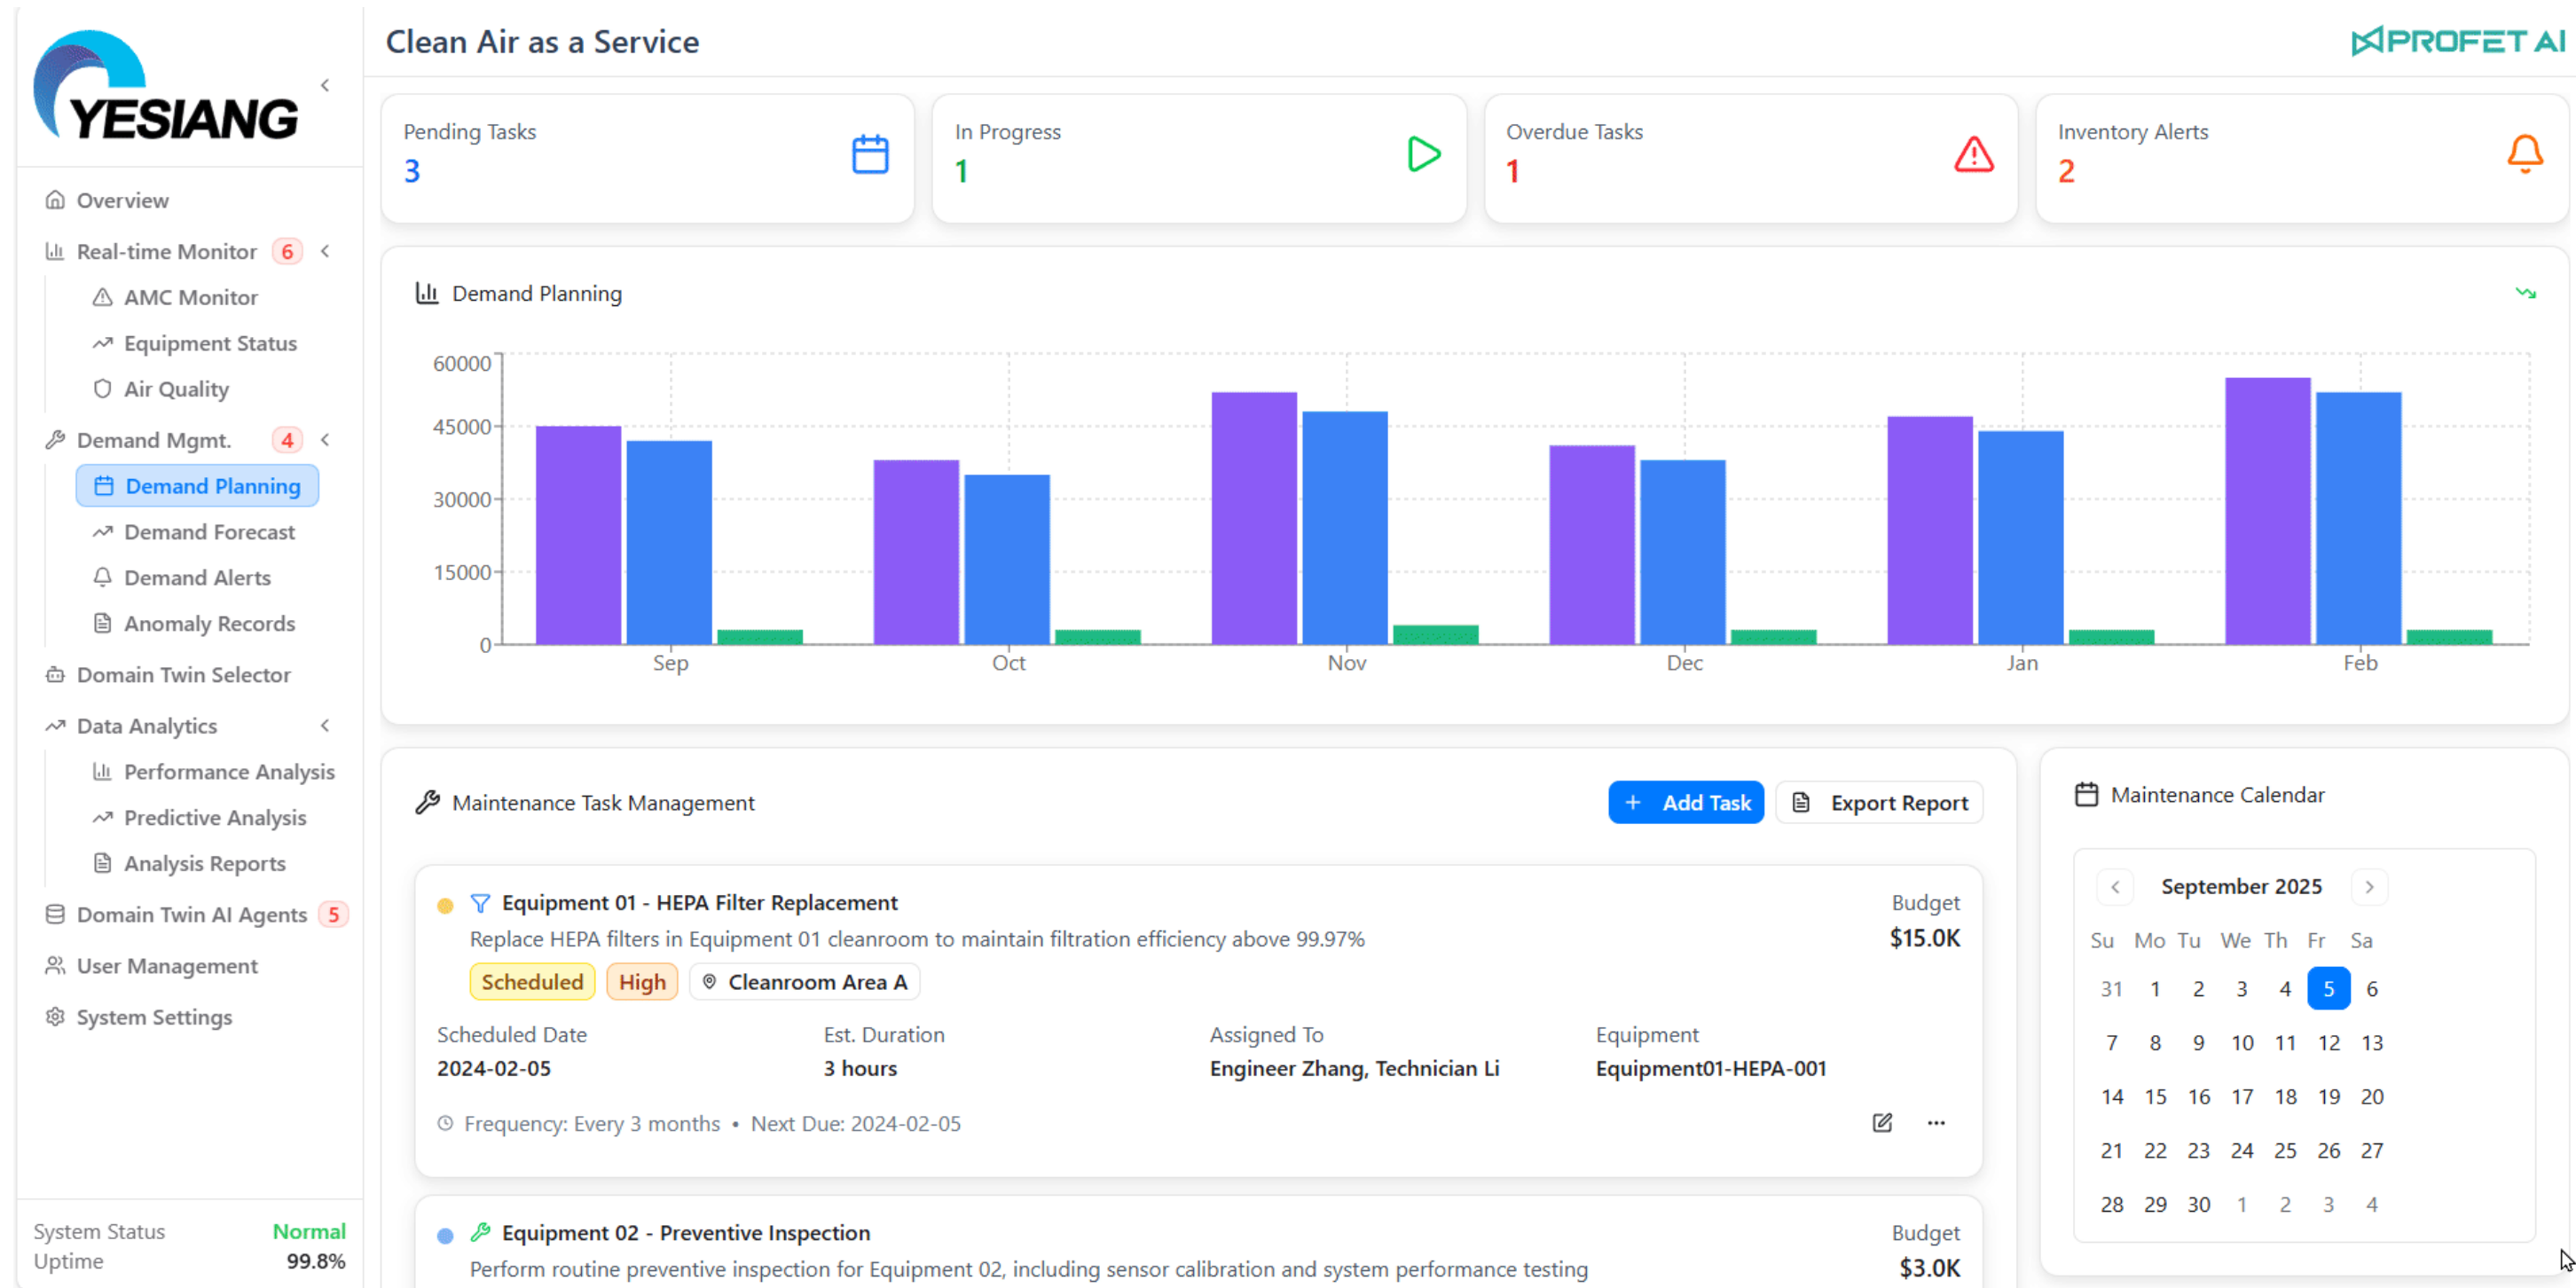 YESIANG
Overview
Real-time Monitor 6
AMC Monitor
Equipment Status
Air Quality
Demand Mgmt. 4
Demand Planning
Demand Forecast
Demand Alerts
Anomaly Records
Domain Twin Selector
Data Analytics
Performance Analysis
Predictive Analysis
Analysis Reports
Domain Twin AI Agents 5
User Management
System Settings
System Status Normal
Uptime 99.8%
Clean Air as a Service
PROFET AI
Pending Tasks
3
In Progress
1
Overdue Tasks
1
Inventory Alerts
2
Demand Planning
60000
45000
30000
15000
0
Sep Oct Nov Dec Jan Feb
Maintenance Task Management
+ Add Task
Export Report
Equipment 01 - HEPA Filter Replacement
Replace HEPA filters in Equipment 01 cleanroom to maintain filtration efficiency above 99.97%
Budget
$15.0K
Scheduled High Cleanroom Area A
Scheduled Date
2024-02-05
Est. Duration
3 hours
Assigned To
Engineer Zhang, Technician Li
Equipment
Equipment01-HEPA-001
Frequency: Every 3 months • Next Due: 2024-02-05
Equipment 02 - Preventive Inspection
Perform routine preventive inspection for Equipment 02, including sensor calibration and system performance testing
Budget
$3.0K
Maintenance Calendar
September 2025
Su Mo Tu We Th Fr Sa
31 1 2 3 4 5 6
7 8 9 10 11 12 13
14 15 16 17 18 19 20
21 22 23 24 25 26 27
28 29 30 1 2 3 4